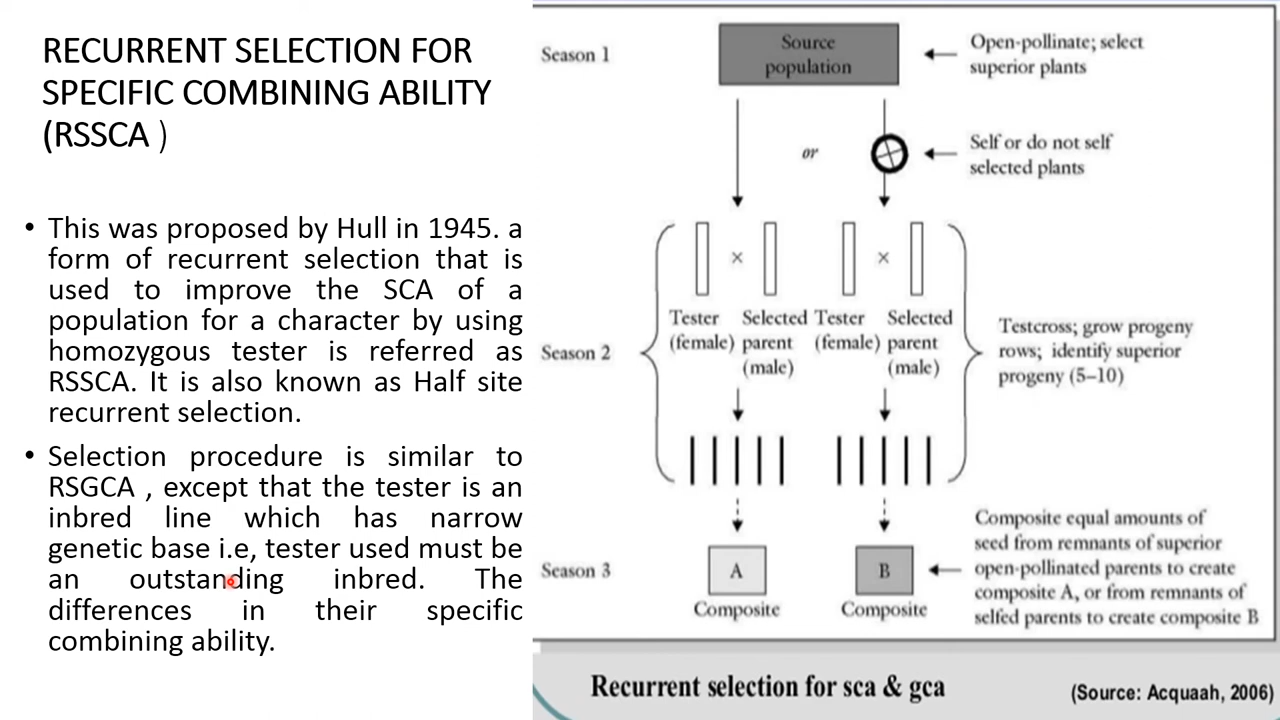 RECURRENT SELECTION FOR
SPECIFIC COMBINING ABILITY
(RSSCA )
• This was proposed by Hull in 1945. a
form of recurrent selection that is
used to improve the SCA of a
population for a character by using
homozygous tester is referred as
RSSCA. It is also known as Half site
recurrent selection.
• Selection procedure is similar to
RSGCA , except that the tester is an
inbred line which has narrow
genetic base i.e, tester used must be
an outstanding inbred. The
differences in their specific
combining ability.
Season 1
Source
population
Open-pollinate; select
superior plants
or
Self or do not self
selected plants
× ×
Tester Selected Tester Selected
(female) parent (female) parent
(male) (male)
Season 2
Testcross; grow progeny
rows; identify superior
progeny (5–10)
Season 3
A B
Composite Composite
Composite equal amounts of
seed from remnants of superior
open-pollinated parents to create
composite A, or from remnants of
selfed parents to create composite B
Recurrent selection for sca & gca
(Source: Acquaah, 2006)